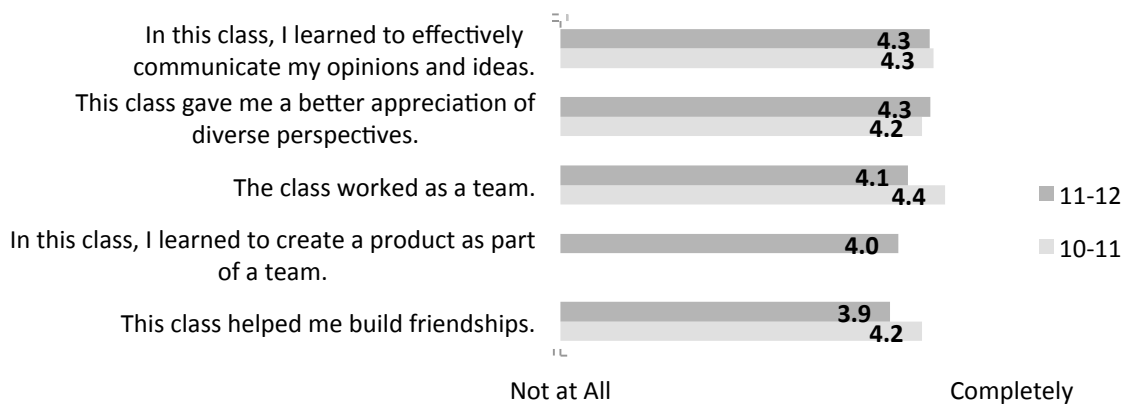 In this class, I learned to effectively
communicate my opinions and ideas.
4.3
4.3
This class gave me a better appreciation of
diverse perspectives.
4.3
4.2
The class worked as a team.
4.1
4.4
In this class, I learned to create a product as part
of a team.
4.0
This class helped me build friendships.
3.9
4.2
11-12
10-11
Not at All
Completely